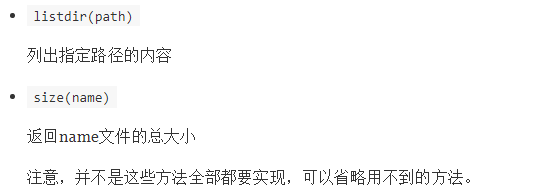 listdir(path)
列出指定路径的内容
size(name)
返回name文件的总大小
注意，并不是这些方法全部都要实现，可以省略用不到的方法。